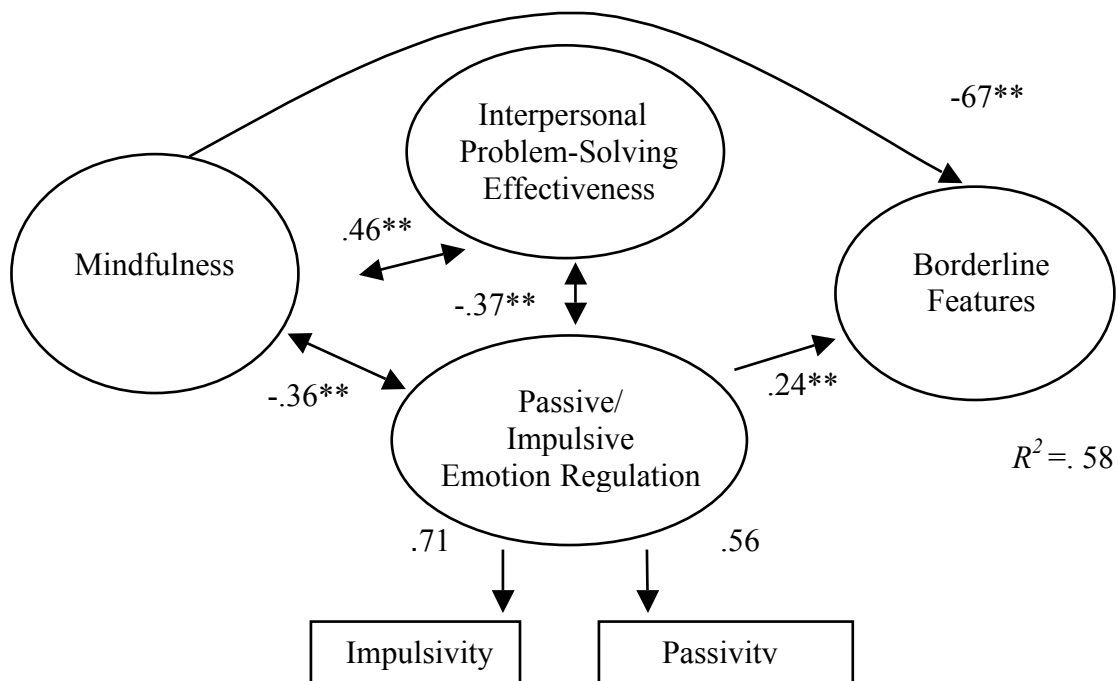 -67**
Interpersonal
Problem-Solving
Effectiveness
.46**
Mindfulness
Borderline
Features
-.37**
-.36**
.24**
Passive/
Impulsive
Emotion Regulation
R² =. 58
.71
.56
Impulsivity
Passivity